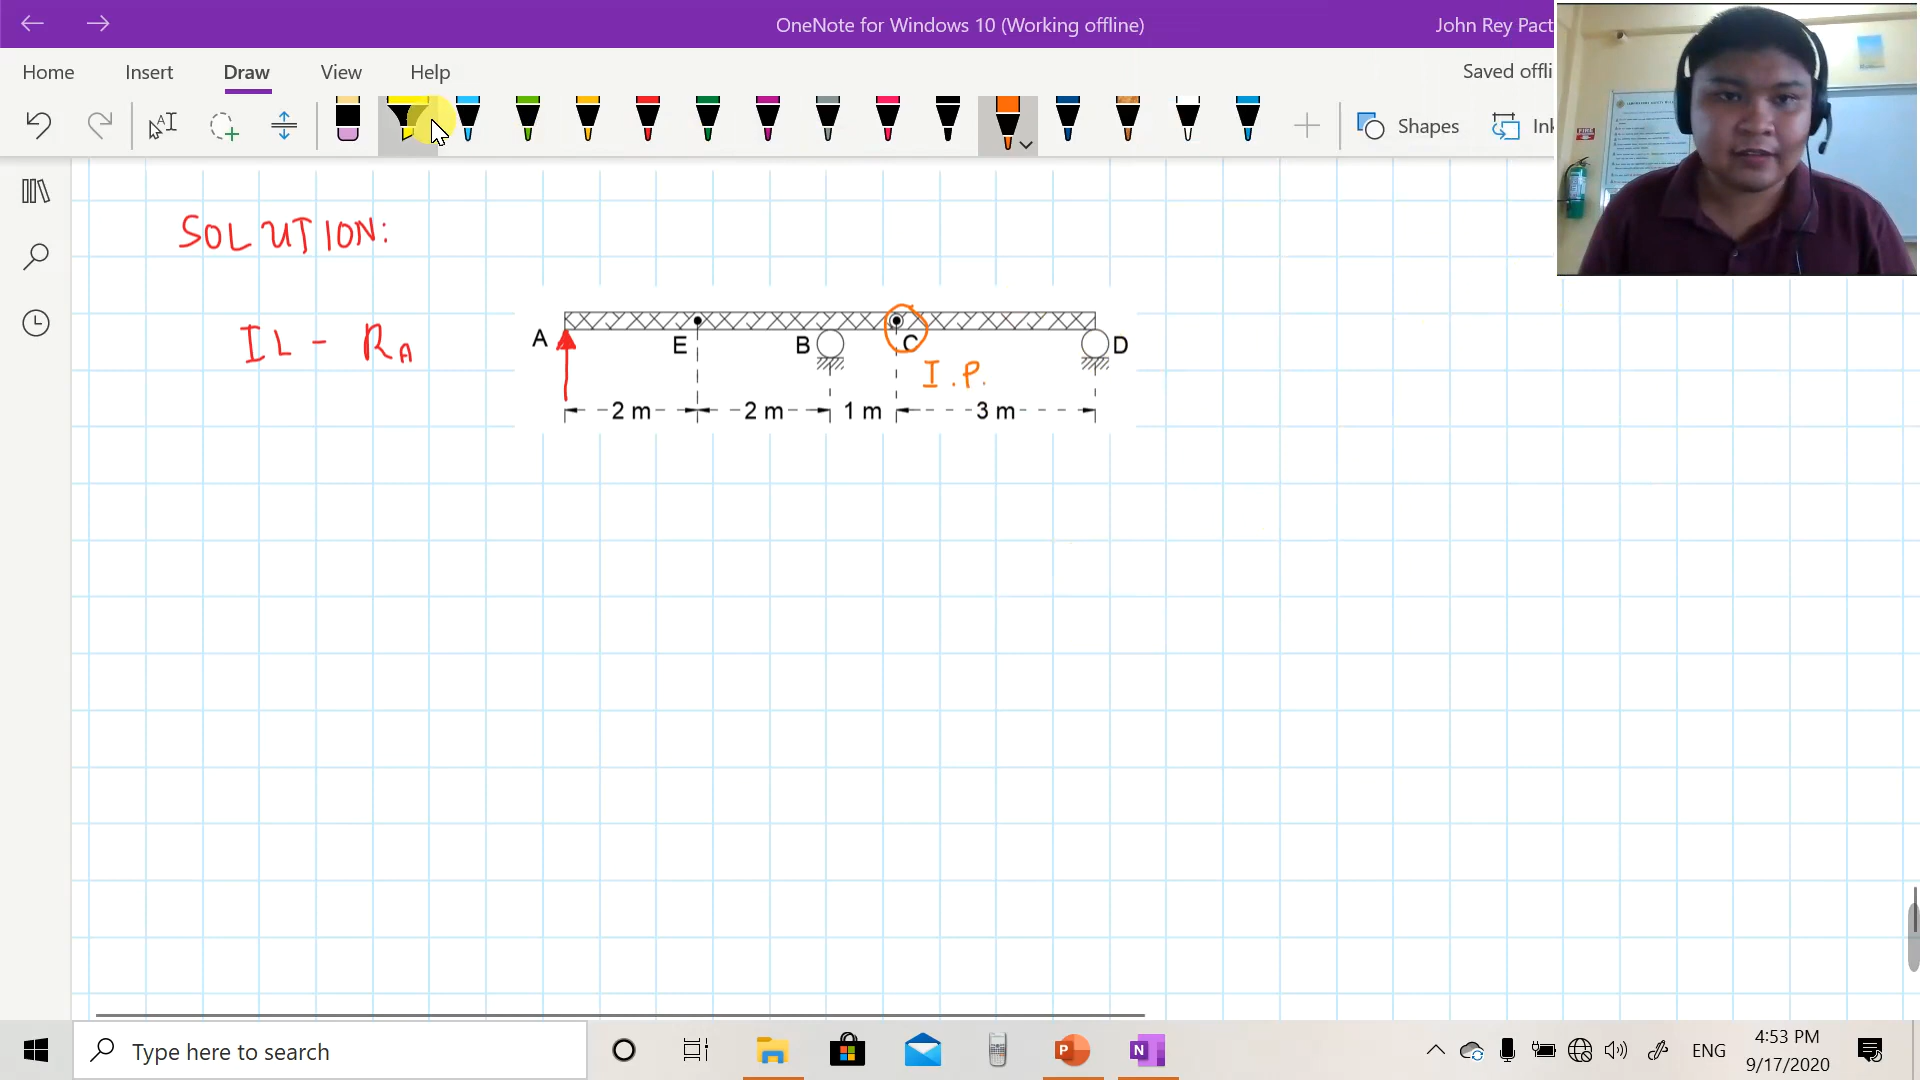 OneNote for Windows 10 (Working offline)
John Rey Pact
Home Insert Draw View Help
Saved offli
Shapes
Ink
SOLUTION:
IL - RA
A E B C D
I.P.
2 m 2 m 1 m 3 m
Type here to search
ENG
4:53 PM
9/17/2020